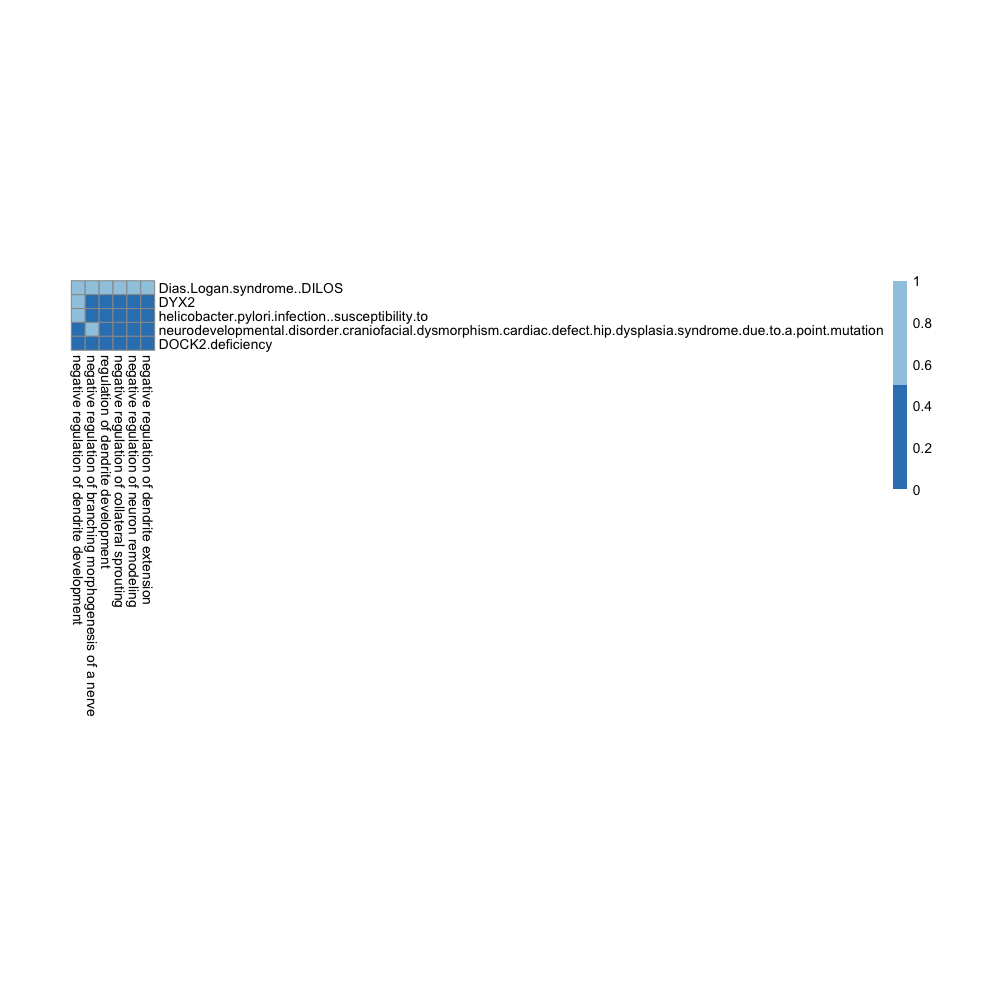 Dias.Logan.syndrome..DILOS
DYX2
helicobacter.pylori.infection..susceptibility.to
neurodevelopmental.disorder.craniofacial.dysmorphism.cardiac.defect.hip.dysplasia.syndrome.due.to.a.point.mutation
DOCK2.deficiency
negative regulation of dendrite development
negative regulation of branching morphogenesis of a nerve
regulation of dendrite development
negative regulation of collateral sprouting
negative regulation of neuron remodeling
negative regulation of dendrite extension
1
0.8
0.6
0.4
0.2
0